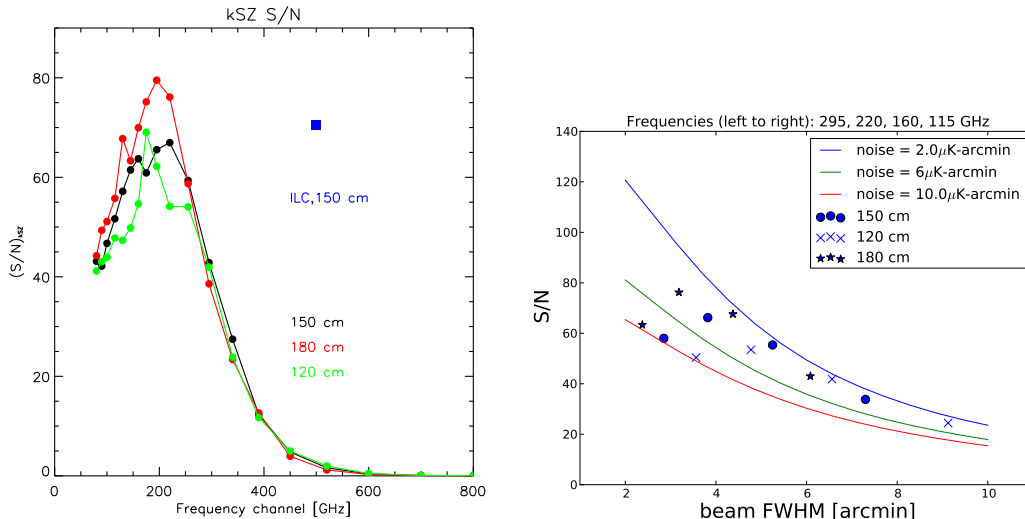 kSZ S/N
80
60
40
20
0
(S/N)kSZ
ILC,150 cm
150 cm
180 cm
120 cm
0 200 400 600 800
Frequency channel [GHz]
Frequencies (left to right): 295, 220, 160, 115 GHz
140
120
100
80
60
40
20
0
S/N
noise = 2.0μK-arcmin
noise = 6μK-arcmin
noise = 10.0μK-arcmin
150 cm
120 cm
180 cm
2 4 6 8 10
beam FWHM [arcmin]